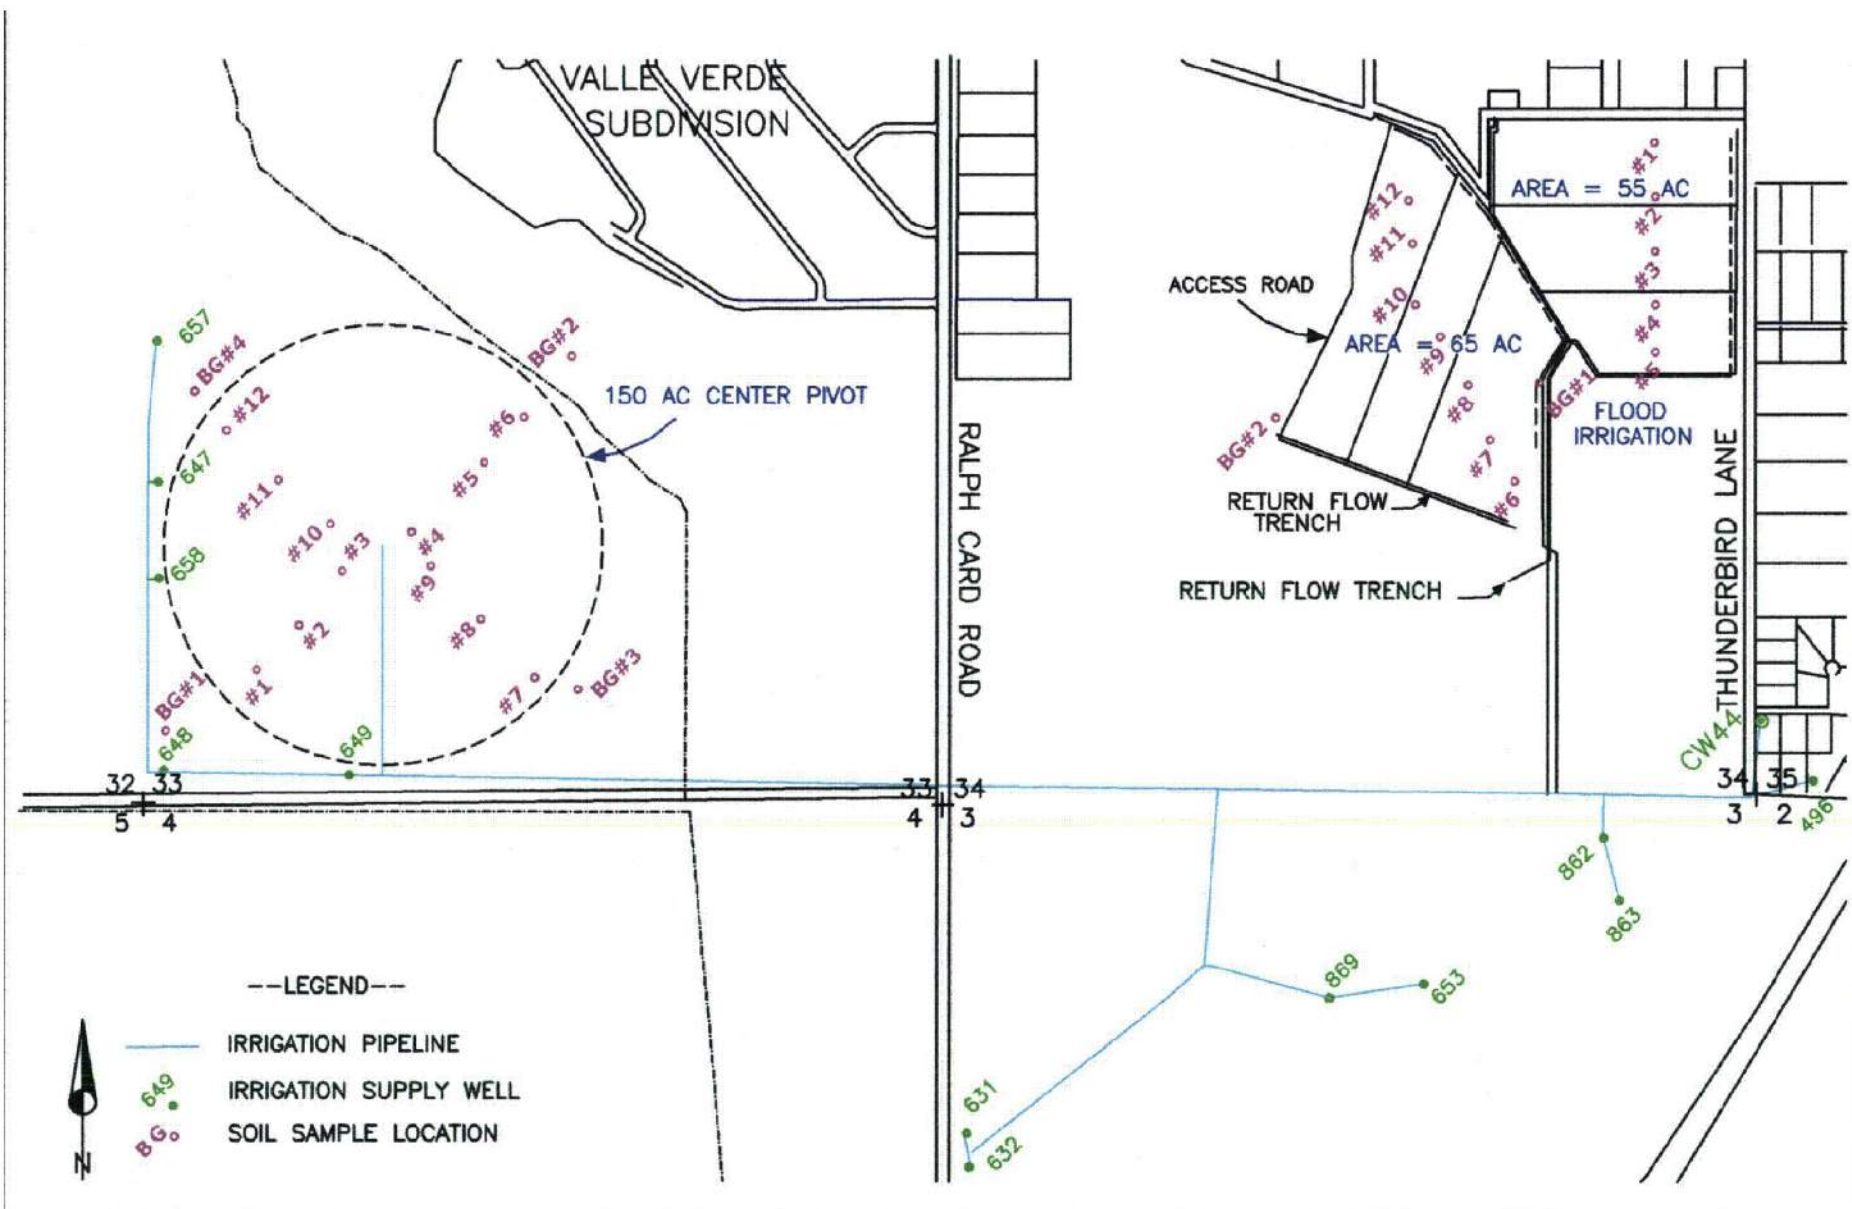 VALLE VERDE
SUBDIVISION
657
BG#4
#12
BG#2
#6
150 AC CENTER PIVOT
647
#11
#5
#10
#3
#4
658
#9
#2
#8
BG#1
#1
#7
BG#3
648
649
RALPH CARD ROAD
32 33
5 4
33 34
4 3
ACCESS ROAD
#12
#11
#10
AREA = 65 AC
#9
#8
#7
#6
BG#2
BG#1
RETURN FLOW
TRENCH
RETURN FLOW TRENCH
#1
AREA = 55 AC
#2
#3
#4
#5
FLOOD
IRRIGATION
THUNDERBIRD LANE
CW44
34 35
3 2
496
862
863
869
653
631
632
--LEGEND--
IRRIGATION PIPELINE
649
IRRIGATION SUPPLY WELL
BG
SOIL SAMPLE LOCATION
N